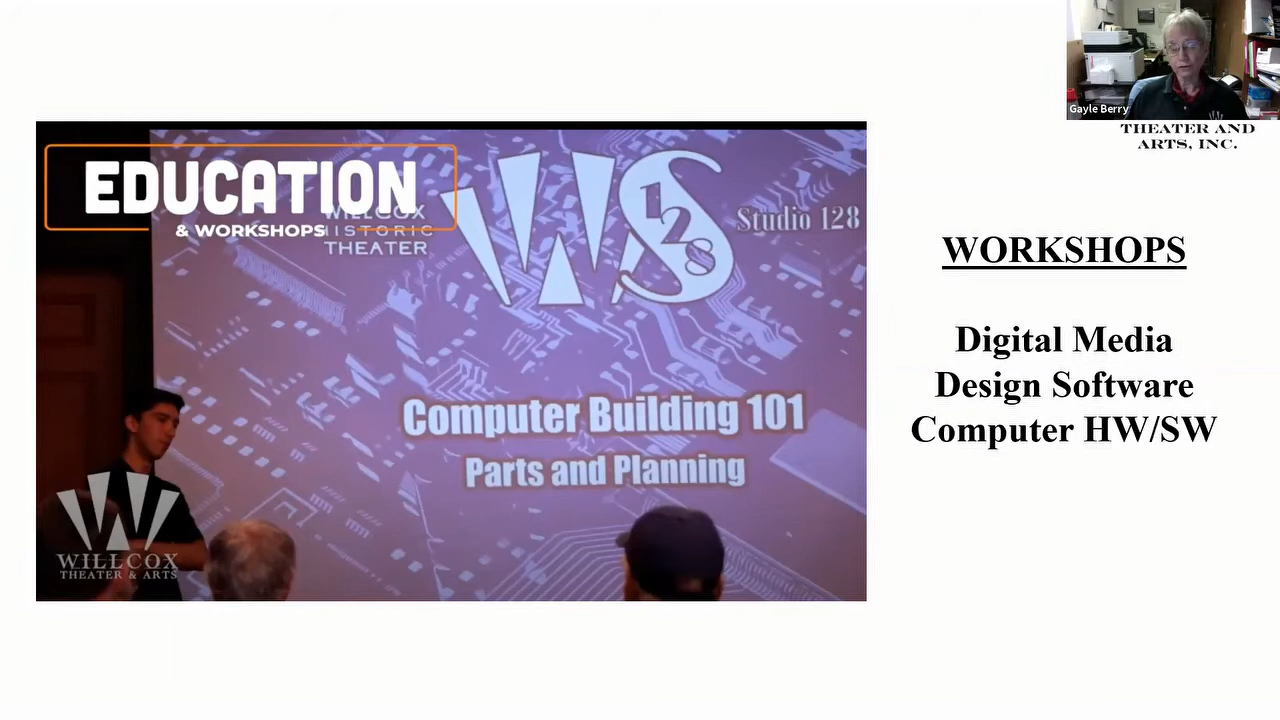 Gayle Berry
THEATER AND
ARTS, INC.
EDUCATION
& WORKSHOPS
WILLCOX
HISTORIC
THEATER
WS
128
Studio 128
WORKSHOPS
Digital Media
Design Software
Computer HW/SW
Computer Building 101
Parts and Planning
W
WILLCOX
THEATER & ARTS